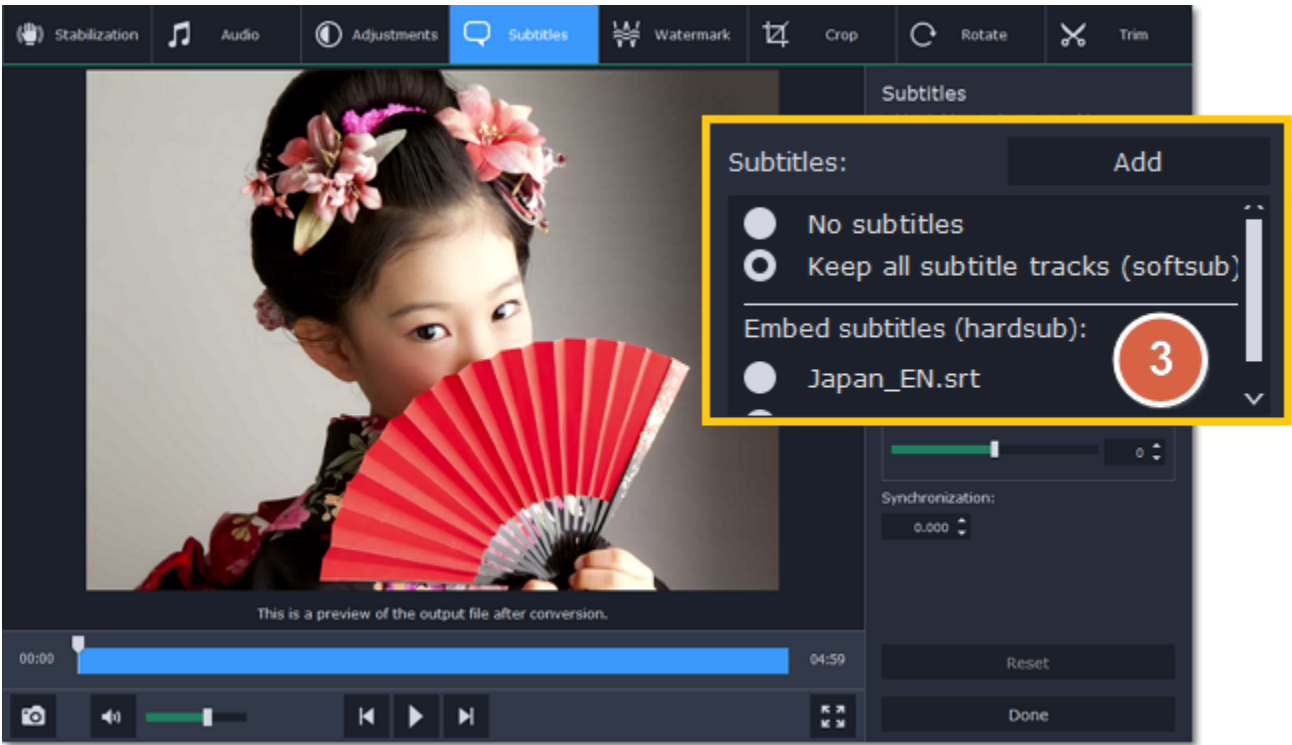 Stabilization
Audio
Adjustments
Subtitles
Watermark
Crop
Rotate
Trim
Subtitles
Subtitles:
Add
No subtitles
Keep all subtitle tracks (softsub)
Embed subtitles (hardsub):
Japan_EN.srt
3
0
Synchronization:
0.000
This is a preview of the output file after conversion.
00:00
04:59
Reset
Done